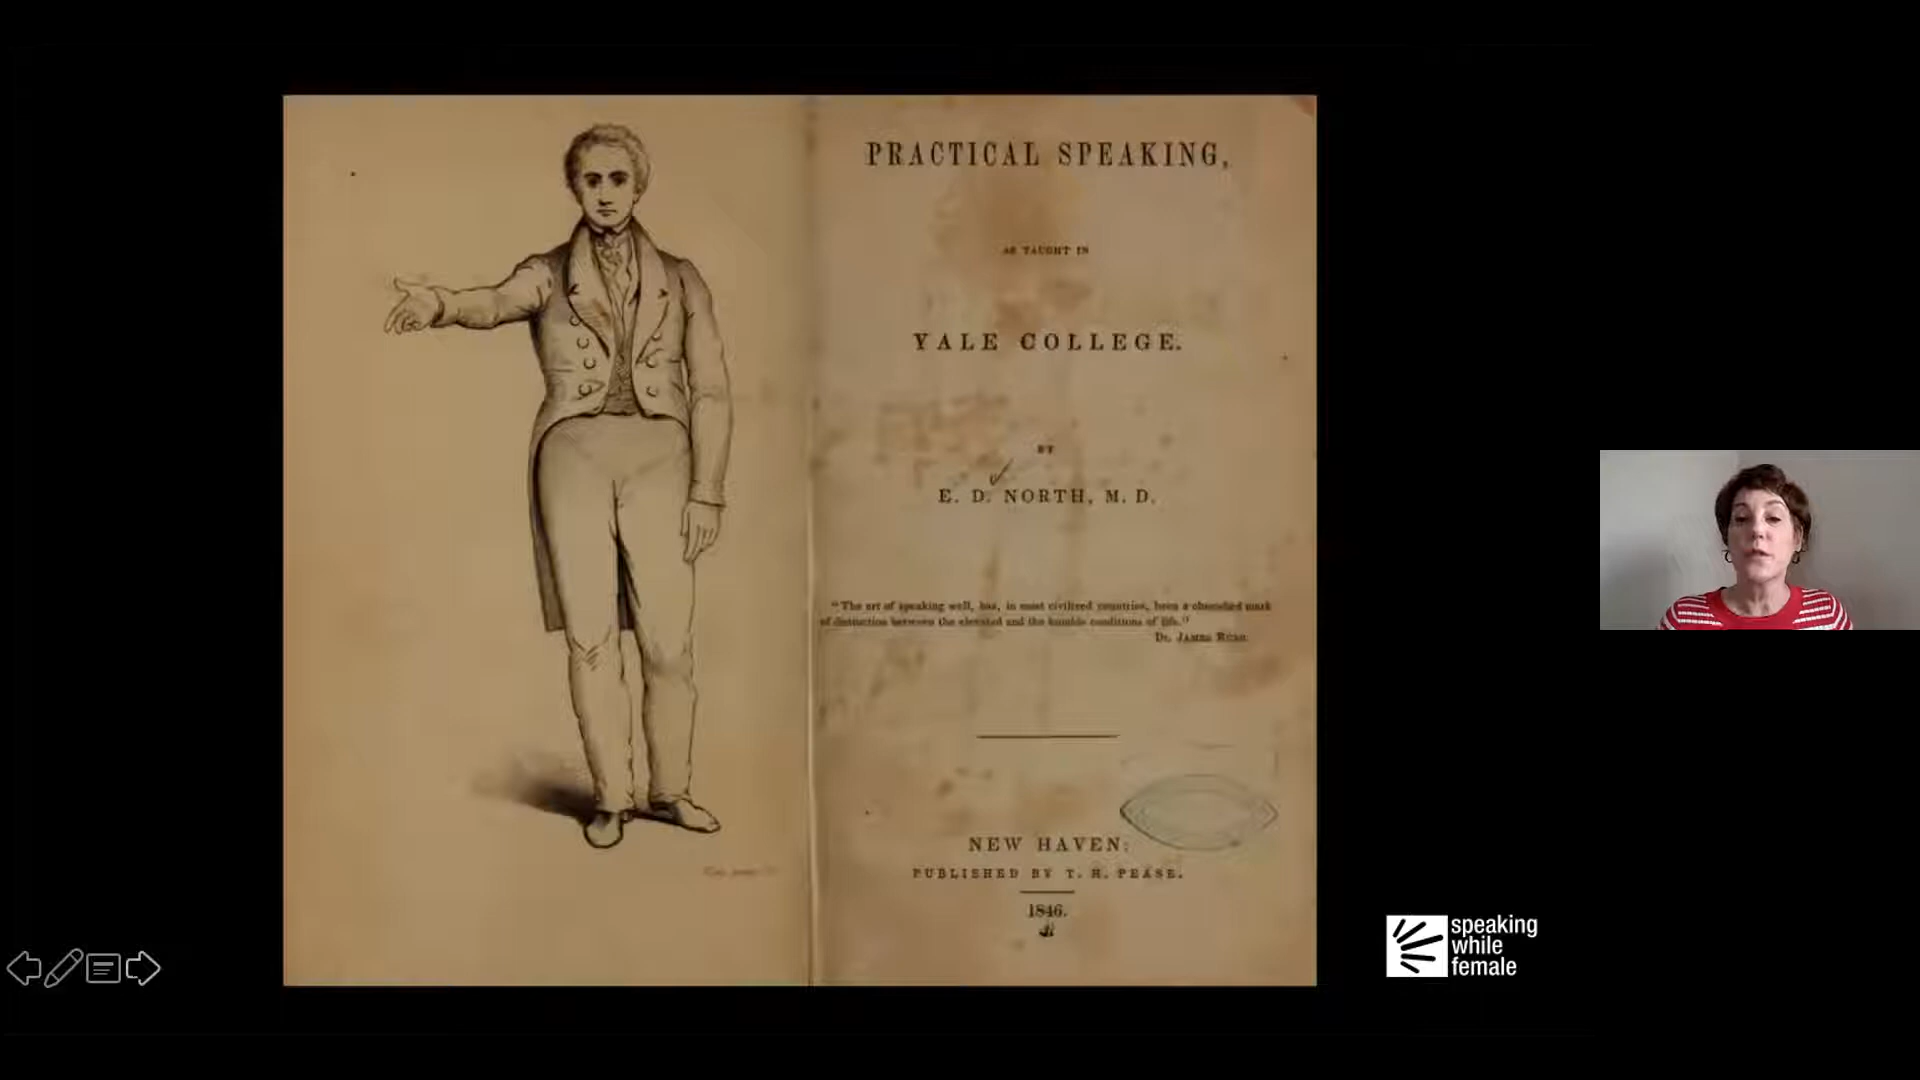 PRACTICAL SPEAKING,
AS TAUGHT IN
YALE COLLEGE.
BY
E. D. NORTH, M. D.
"The art of speaking well, has, in most civilized countries, been a cherished mark
of distinction between the elevated and the humble conditions of life."
Dr. James Rush.
NEW HAVEN:
PUBLISHED BY T. H. PEASE.
1846.
speaking
while
female